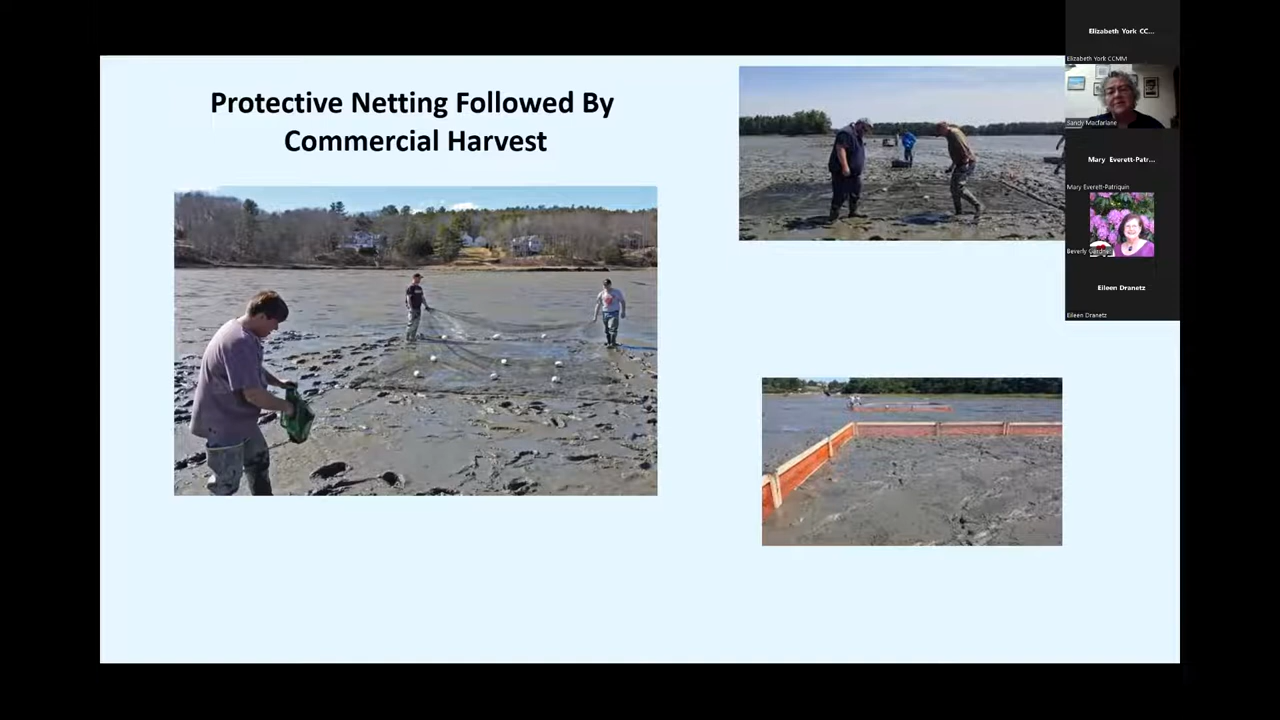 Protective Netting Followed By
Commercial Harvest
Elizabeth York CC...
Elizabeth York CCMM
Sandy Macfarlane
Mary Everett-Patr...
Mary Everett-Patriquin
Beverly
Eileen Dranetz
Eileen Dranetz